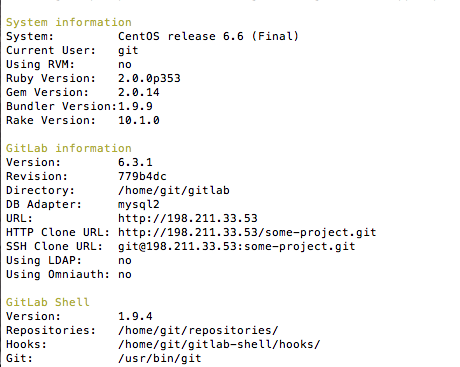 System information
System: CentOS release 6.6 (Final)
Current User: git
Using RVM: no
Ruby Version: 2.0.0p353
Gem Version: 2.0.14
Bundler Version:1.9.9
Rake Version: 10.1.0
GitLab information
Version: 6.3.1
Revision: 779b4dc
Directory: /home/git/gitlab
DB Adapter: mysql2
URL: http://198.211.33.53
HTTP Clone URL: http://198.211.33.53/some-project.git
SSH Clone URL: git@198.211.33.53:some-project.git
Using LDAP: no
Using Omniauth: no
GitLab Shell
Version: 1.9.4
Repositories: /home/git/repositories/
Hooks: /home/git/gitlab-shell/hooks/
Git: /usr/bin/git